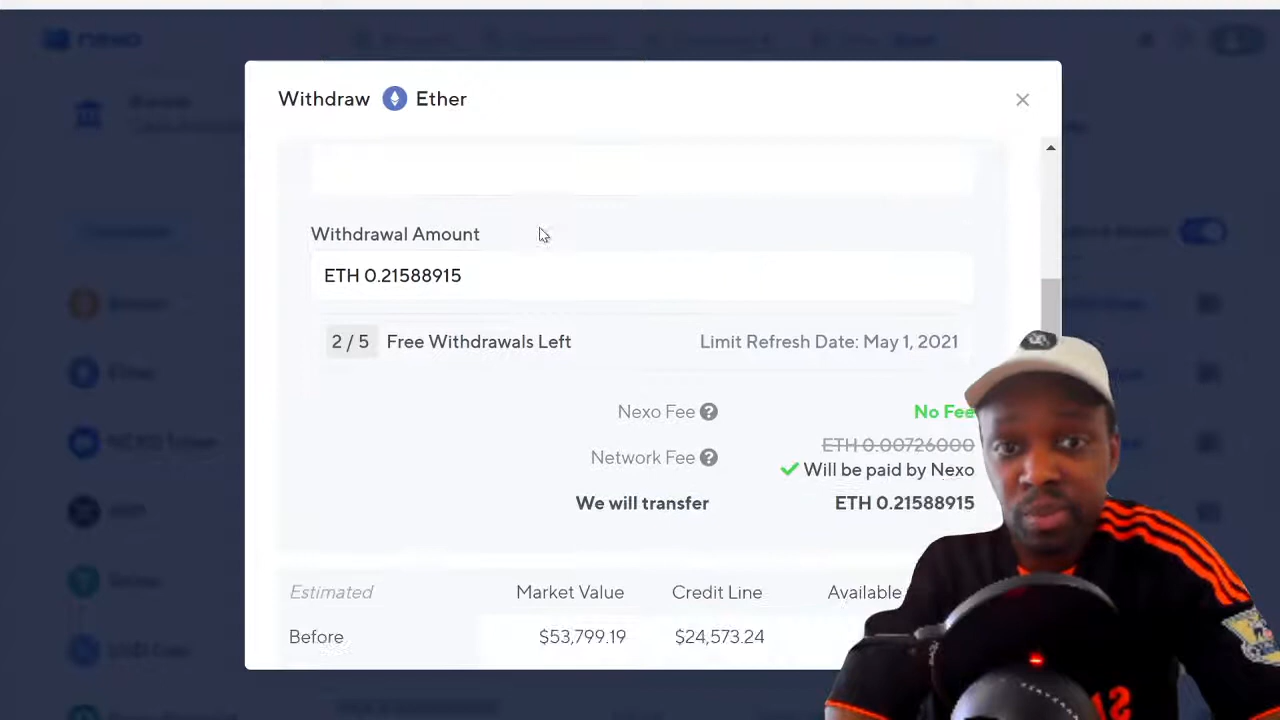 nexo
Withdraw Ether
Withdrawal Amount
ETH 0.21588915
2 / 5 Free Withdrawals Left Limit Refresh Date: May 1, 2021
Nexo Fee ? No Fee
ETH 0.00726000
Network Fee ?
Will be paid by Nexo
We will transfer ETH 0.21588915
Estimated Market Value Credit Line Available
Before $53,799.19 $24,573.24